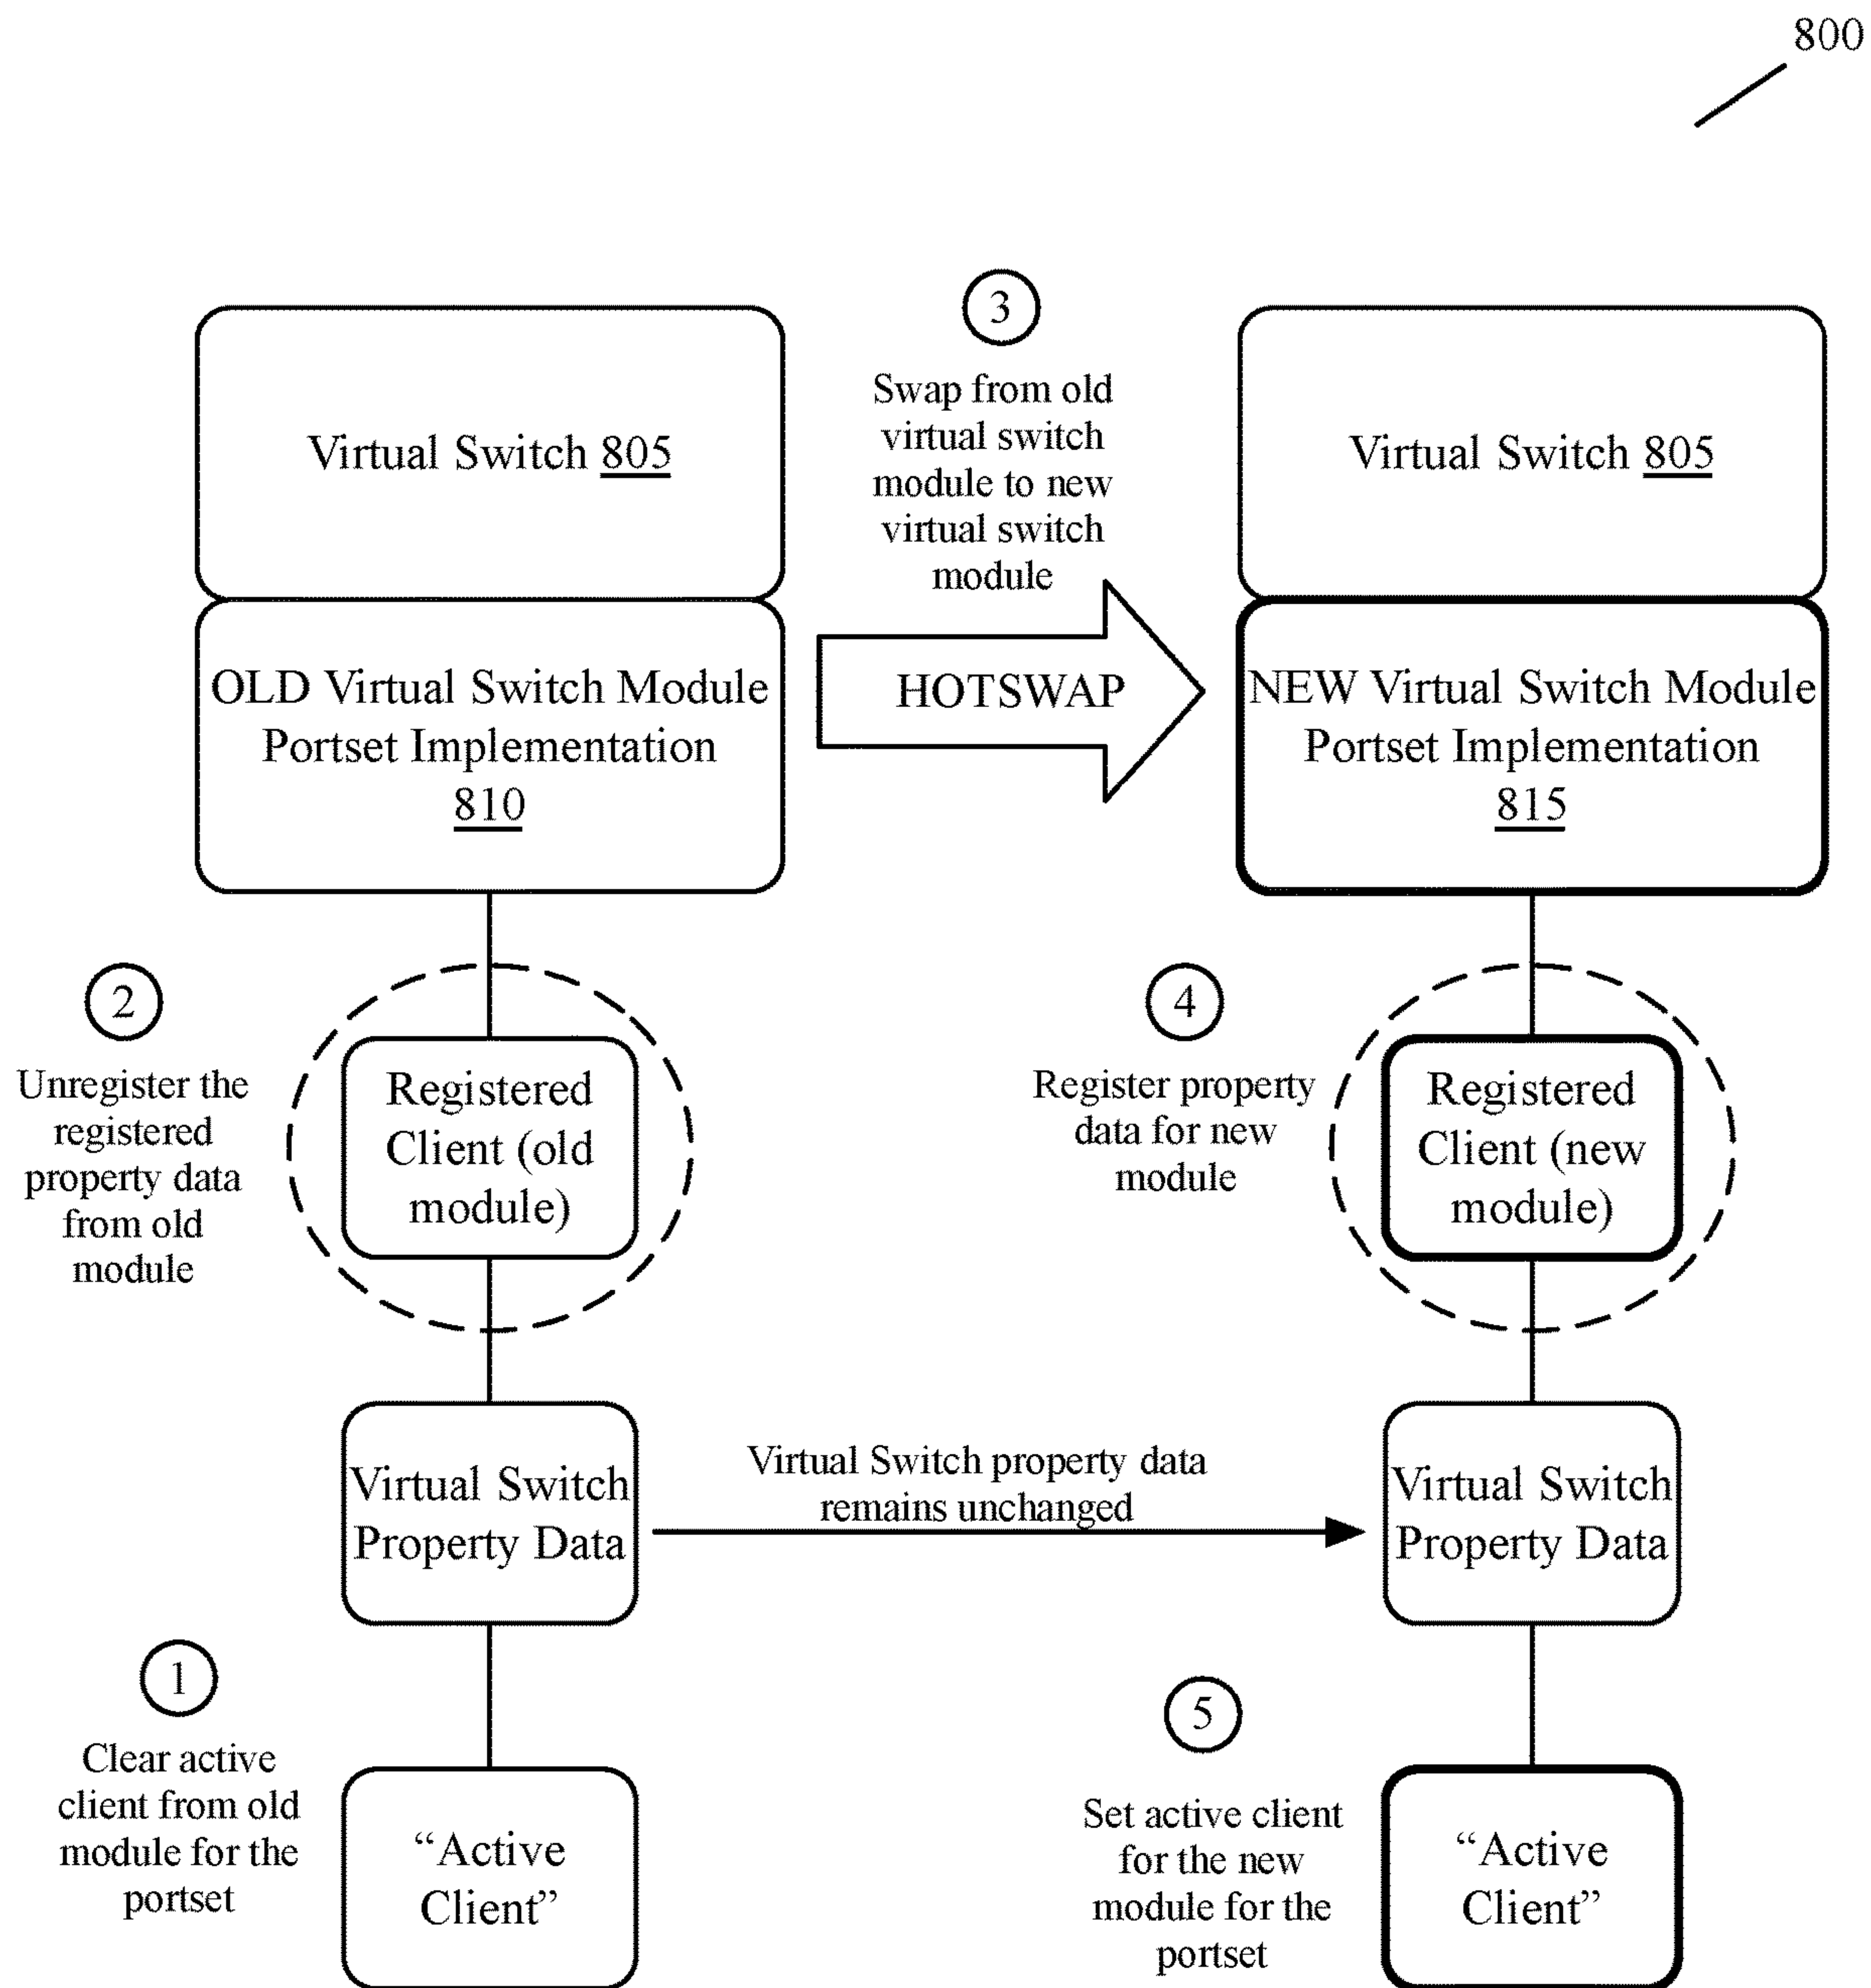 800
3
Swap from old
virtual switch
module to new
virtual switch
module
Virtual Switch 805
Virtual Switch 805
OLD Virtual Switch Module
Portset Implementation
810
HOTSWAP
NEW Virtual Switch Module
Portset Implementation
815
2
Unregister the
registered
property data
from old
module
Registered
Client (old
module)
4
Register property
data for new
module
Registered
Client (new
module)
Virtual Switch
Property Data
Virtual Switch property data
remains unchanged
Virtual Switch
Property Data
1
Clear active
client from old
module for the
portset
“Active
Client”
5
Set active client
for the new
module for the
portset
“Active
Client”